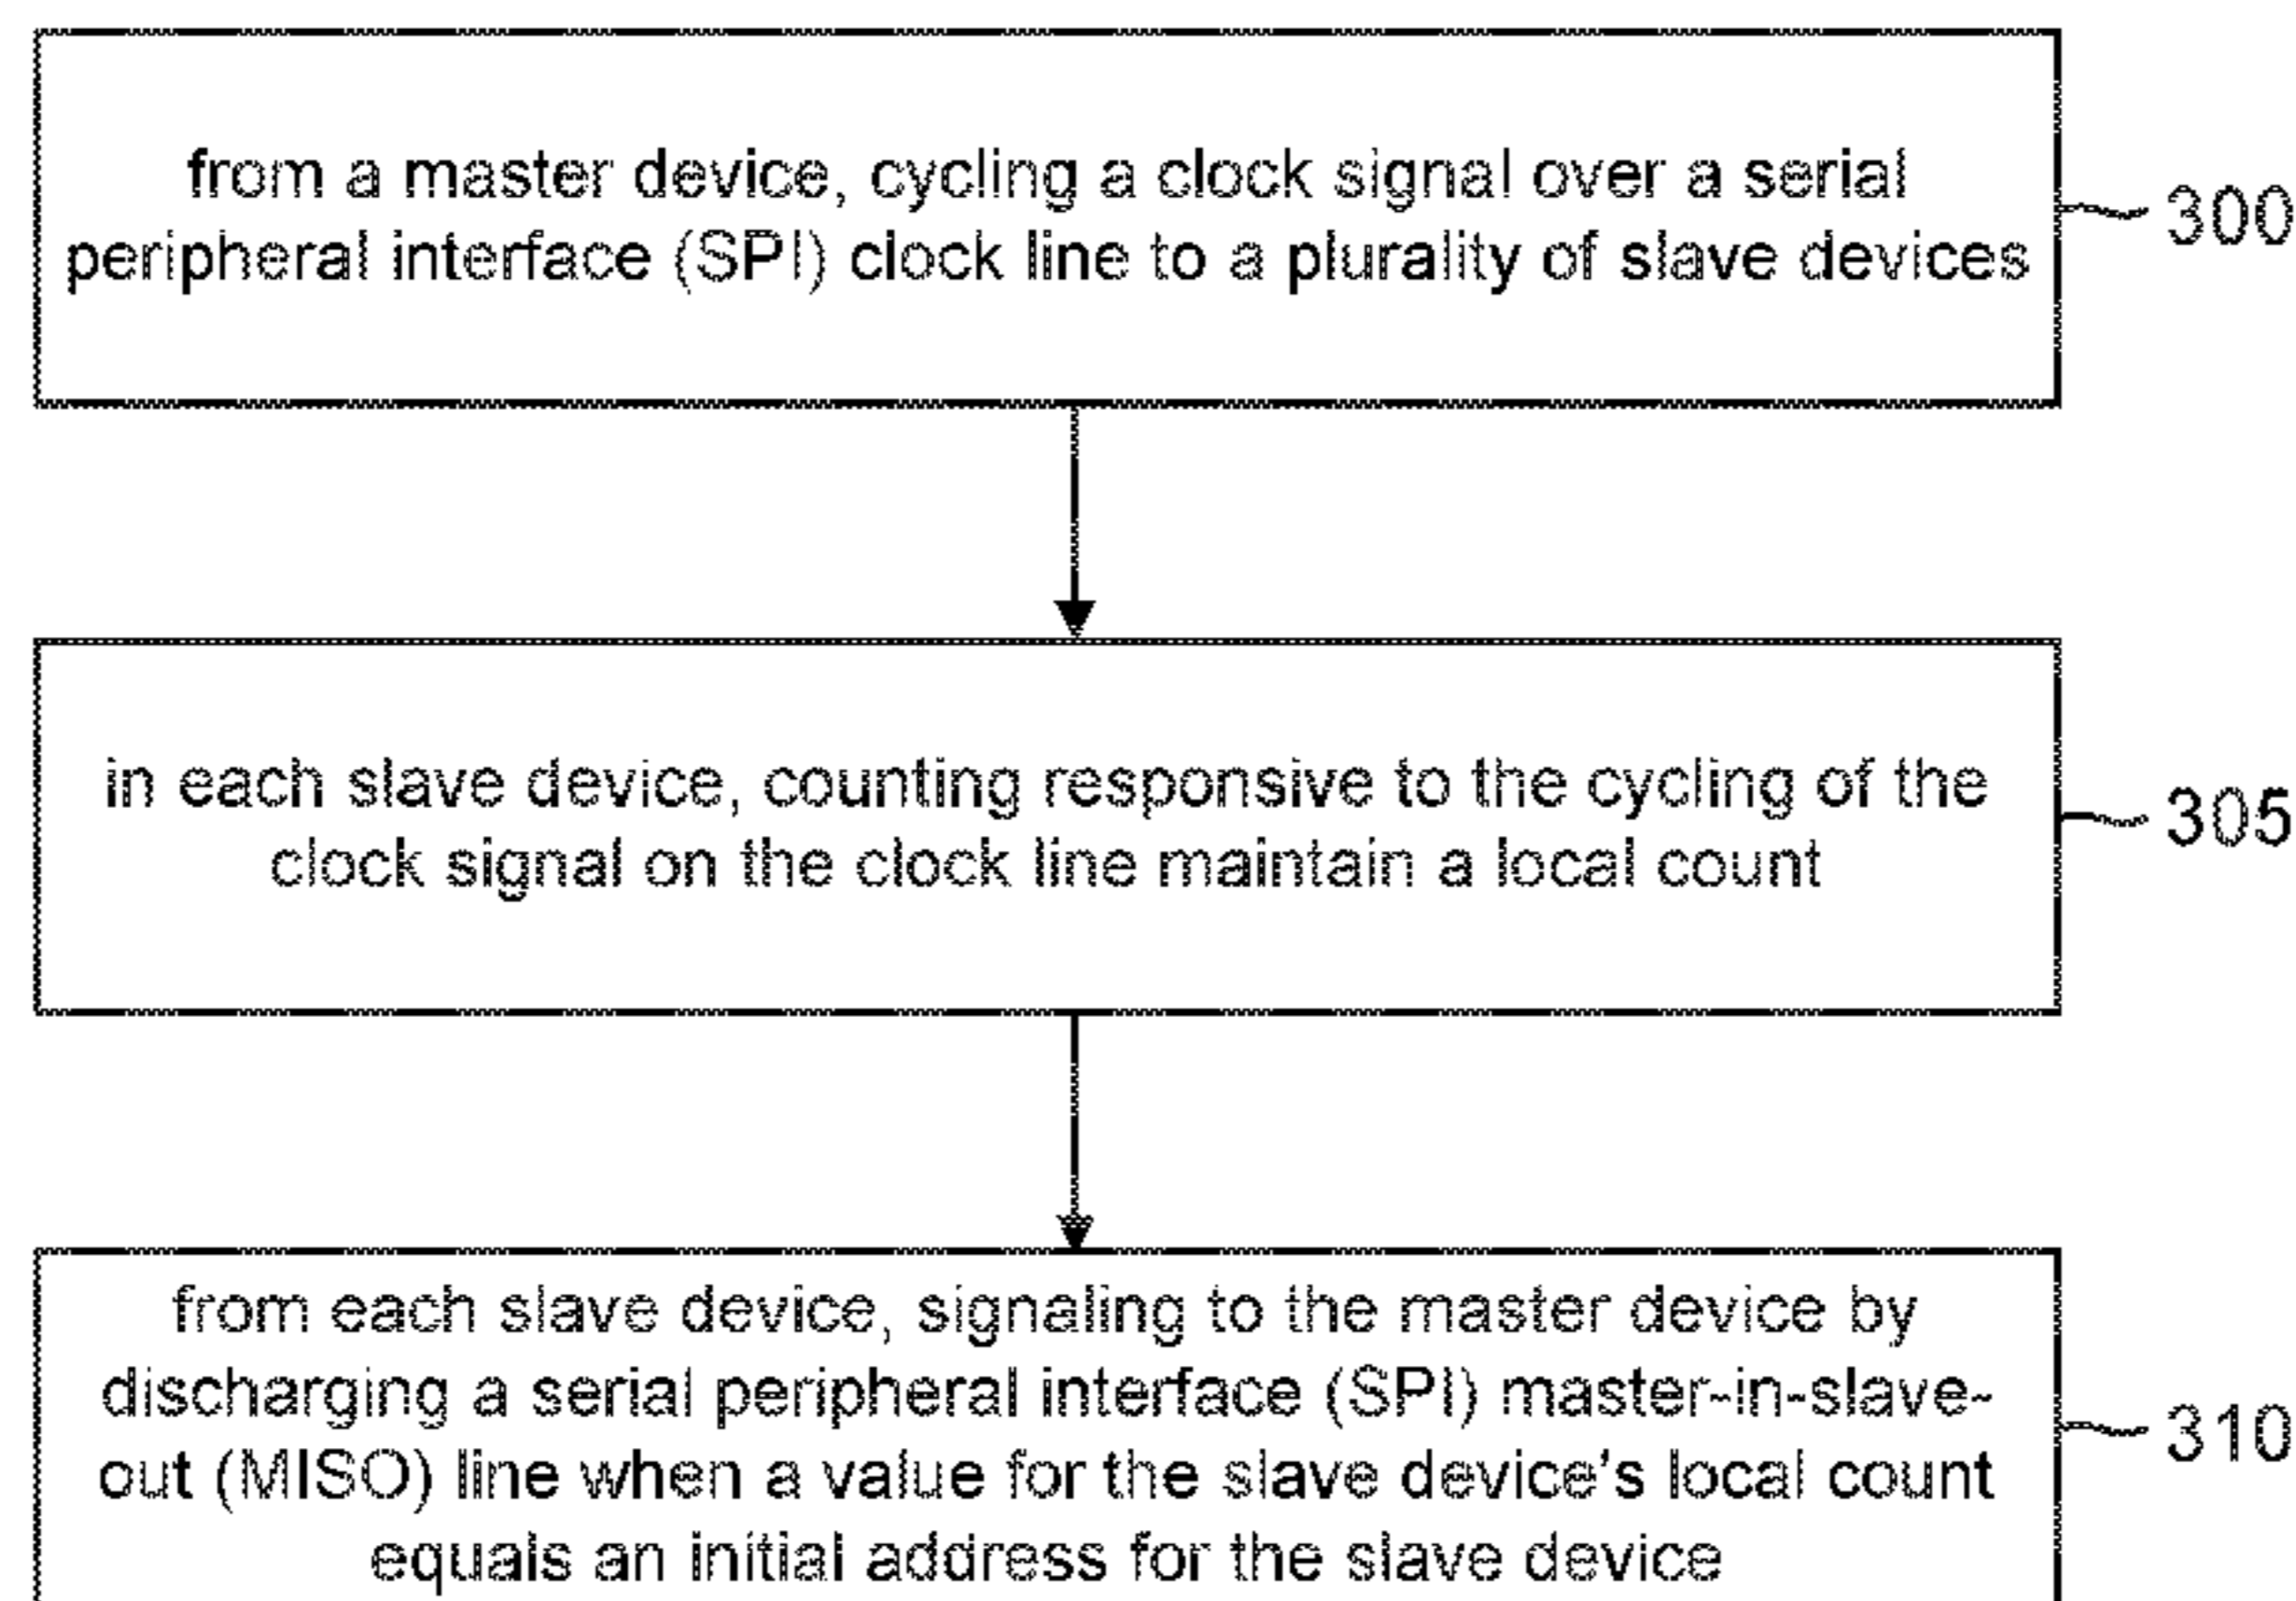 from a master device, cycling a clock signal over a serial
peripheral interface (SPI) clock line to a plurality of slave devices
300
in each slave device, counting responsive to the cycling of the
clock signal on the clock line maintain a local count
305
from each slave device, signaling to the master device by
discharging a serial peripheral interface (SPI) master-in-slave-
out (MISO) line when a value for the slave device's local count
equals an initial address for the slave device
310